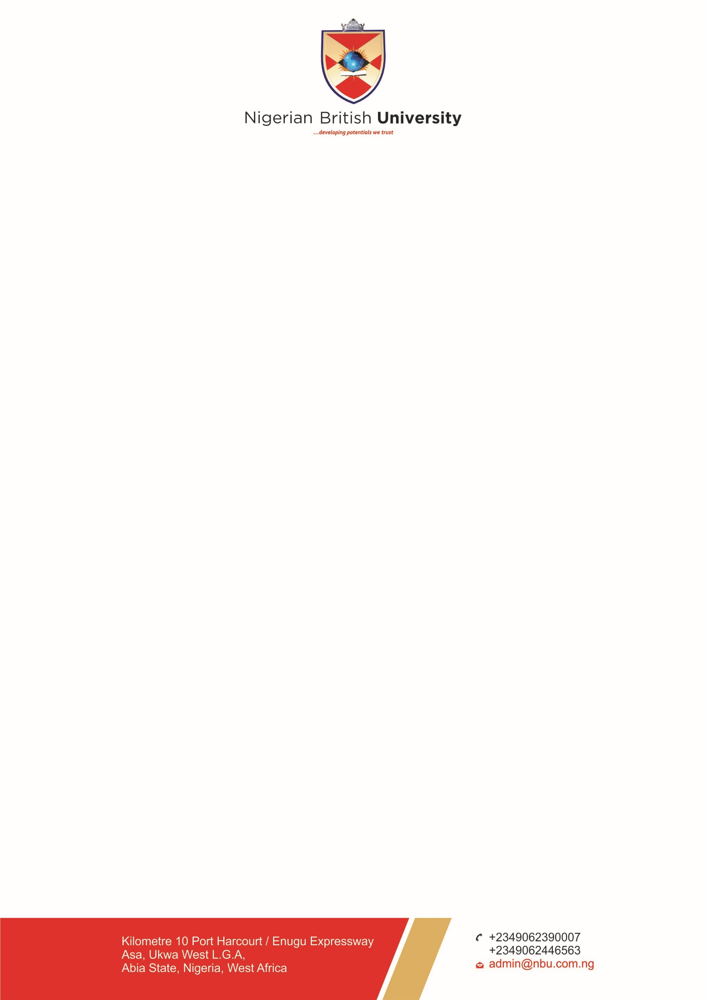 Nigerian British University
...developing potentials we trust
Kilometre 10 Port Harcourt / Enugu Expressway
Asa, Ukwa West L.G.A,
Abia State, Nigeria, West Africa
+2349062390007
+2349062446563
admin@nbu.com.ng